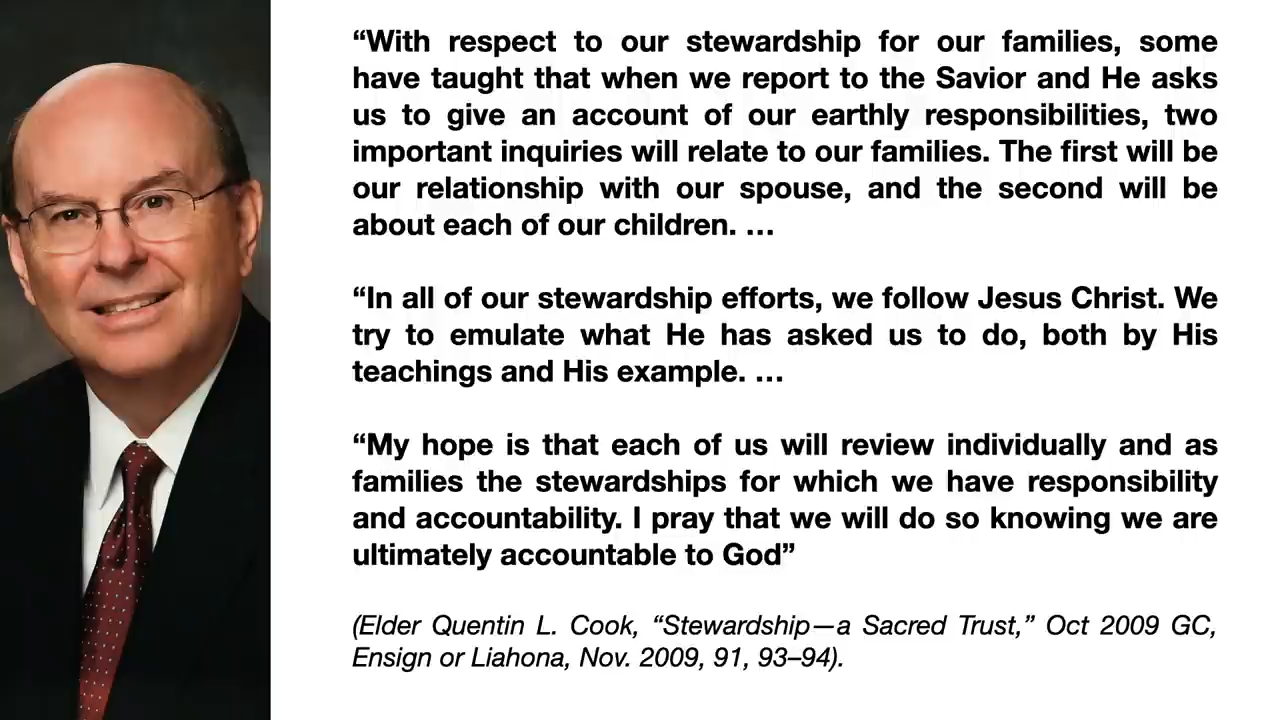 “With respect to our stewardship for our families, some
have taught that when we report to the Savior and He asks
us to give an account of our earthly responsibilities, two
important inquiries will relate to our families. The first will be
our relationship with our spouse, and the second will be
about each of our children. …
“In all of our stewardship efforts, we follow Jesus Christ. We
try to emulate what He has asked us to do, both by His
teachings and His example. …
“My hope is that each of us will review individually and as
families the stewardships for which we have responsibility
and accountability. I pray that we will do so knowing we are
ultimately accountable to God”
(Elder Quentin L. Cook, “Stewardship—a Sacred Trust,” Oct 2009 GC,
Ensign or Liahona, Nov. 2009, 91, 93–94).